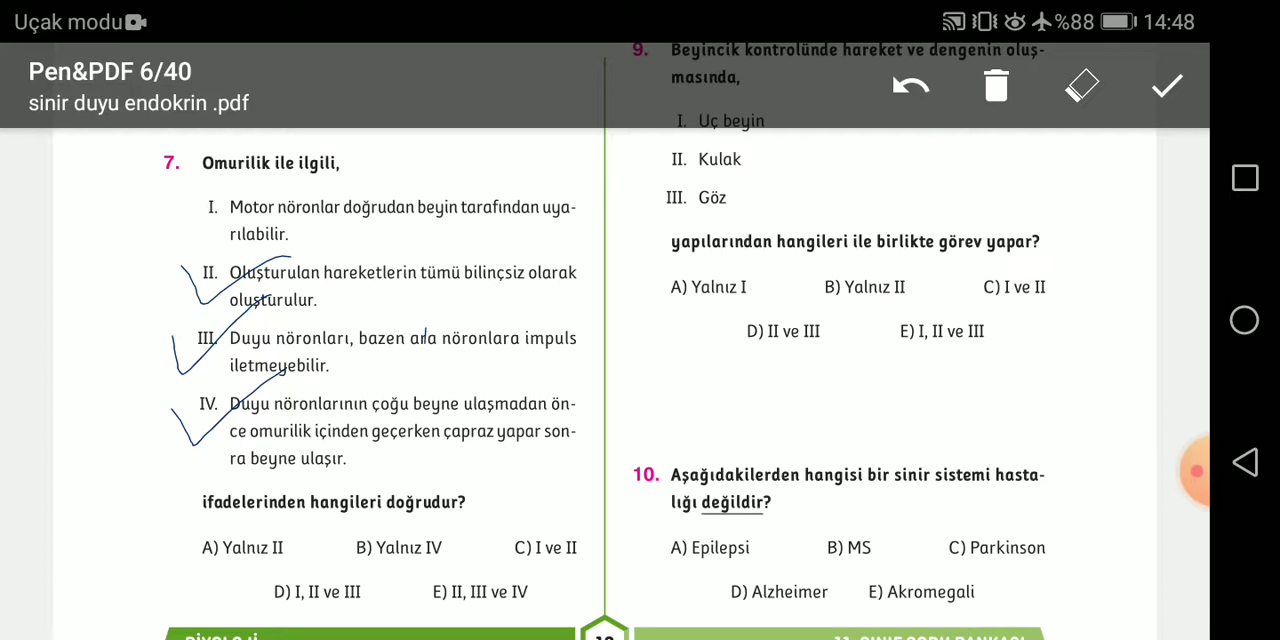 Uçak modu
%88 14:48
Pen&PDF 6/40
sinir duyu endokrin .pdf
7. Omurilik ile ilgili,
I. Motor nöronlar doğrudan beyin tarafından uya-
rılabilir.
II. Oluşturulan hareketlerin tümü bilinçsiz olarak
oluşturulur.
III. Duyu nöronları, bazen ara nöronlara impuls
iletmeyebilir.
IV. Duyu nöronlarının çoğu beyne ulaşmadan ön-
ce omurilik içinden geçerken çapraz yapar son-
ra beyne ulaşır.
ifadelerinden hangileri doğrudur?
A) Yalnız II B) Yalnız IV C) I ve II
D) I, II ve III E) II, III ve IV
9. Beyincik kontrolünde hareket ve dengenin oluş-
masında,
I. Uç beyin
II. Kulak
III. Göz
yapılarından hangileri ile birlikte görev yapar?
A) Yalnız I B) Yalnız II C) I ve II
D) II ve III E) I, II ve III
10. Aşağıdakilerden hangisi bir sinir sistemi hasta-
lığı değildir?
A) Epilepsi B) MS C) Parkinson
D) Alzheimer E) Akromegali